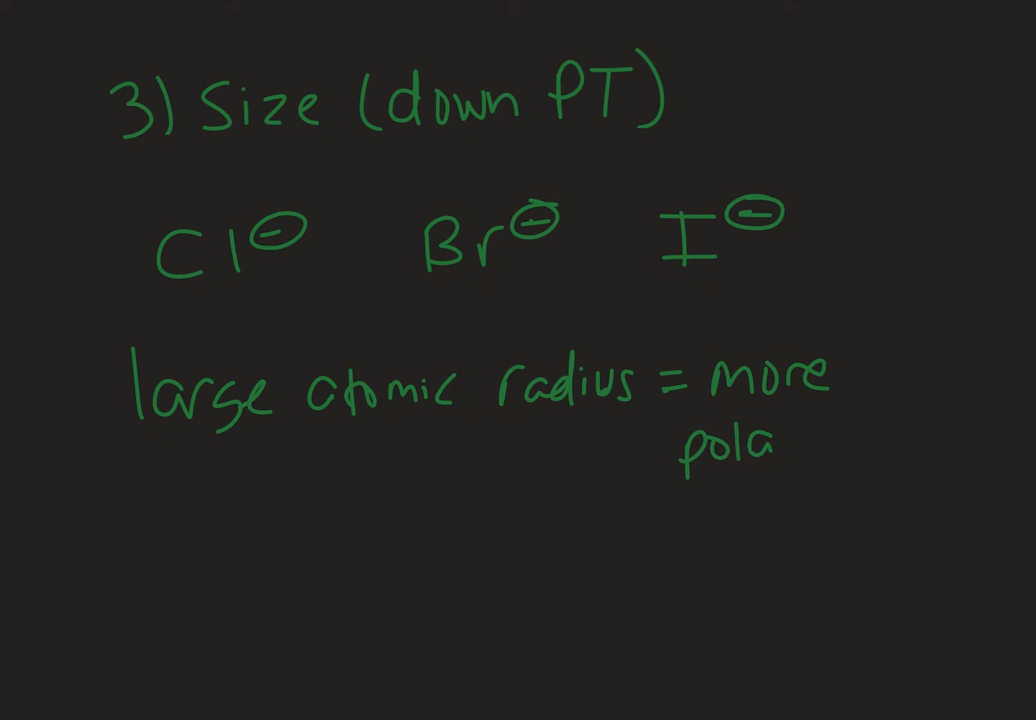 3) Size (down PT)
Cl⊖ Br⊖ I⊖
large atomic radius = more
pola